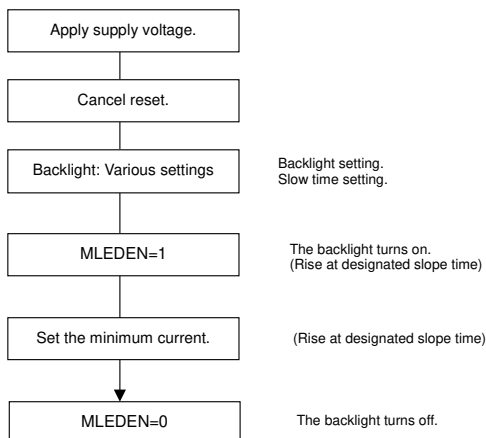 Apply supply voltage.
Cancel reset.
Backlight: Various settings
Backlight setting.
Slow time setting.
MLEDEN=1
The backlight turns on.
(Rise at designated slope time)
Set the minimum current.
(Rise at designated slope time)
MLEDEN=0
The backlight turns off.